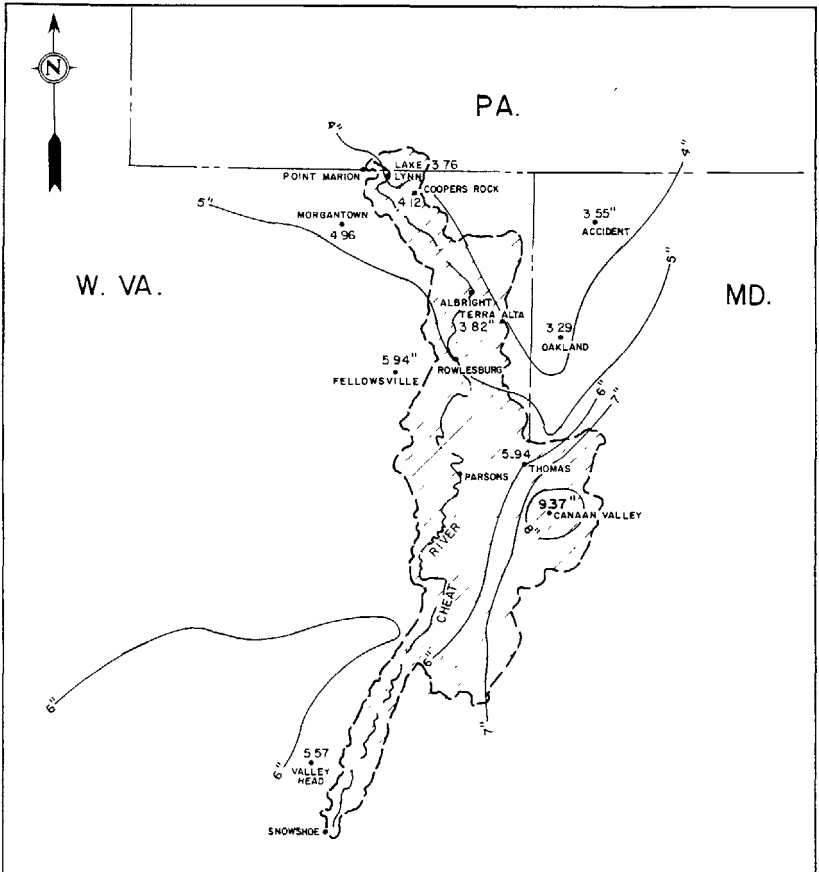 N
PA.
4"
LAKE 3.76
POINT MARION LYNN
COOPERS ROCK
4.12
4"
5"
MORGANTOWN
4.96
3.55"
ACCIDENT
5"
W. VA.
MD.
ALBRIGHT
TERRA ALTA
3.82"
3.29
OAKLAND
5.94"
FELLOWSVILLE
ROWLESBURG
6"
7"
5.94
THOMAS
PARSONS
9.37"
CANAAN VALLEY
8"
RIVER
CHEAT
6"
6"
7"
5.57
VALLEY
HEAD
6"
SNOWSHOE